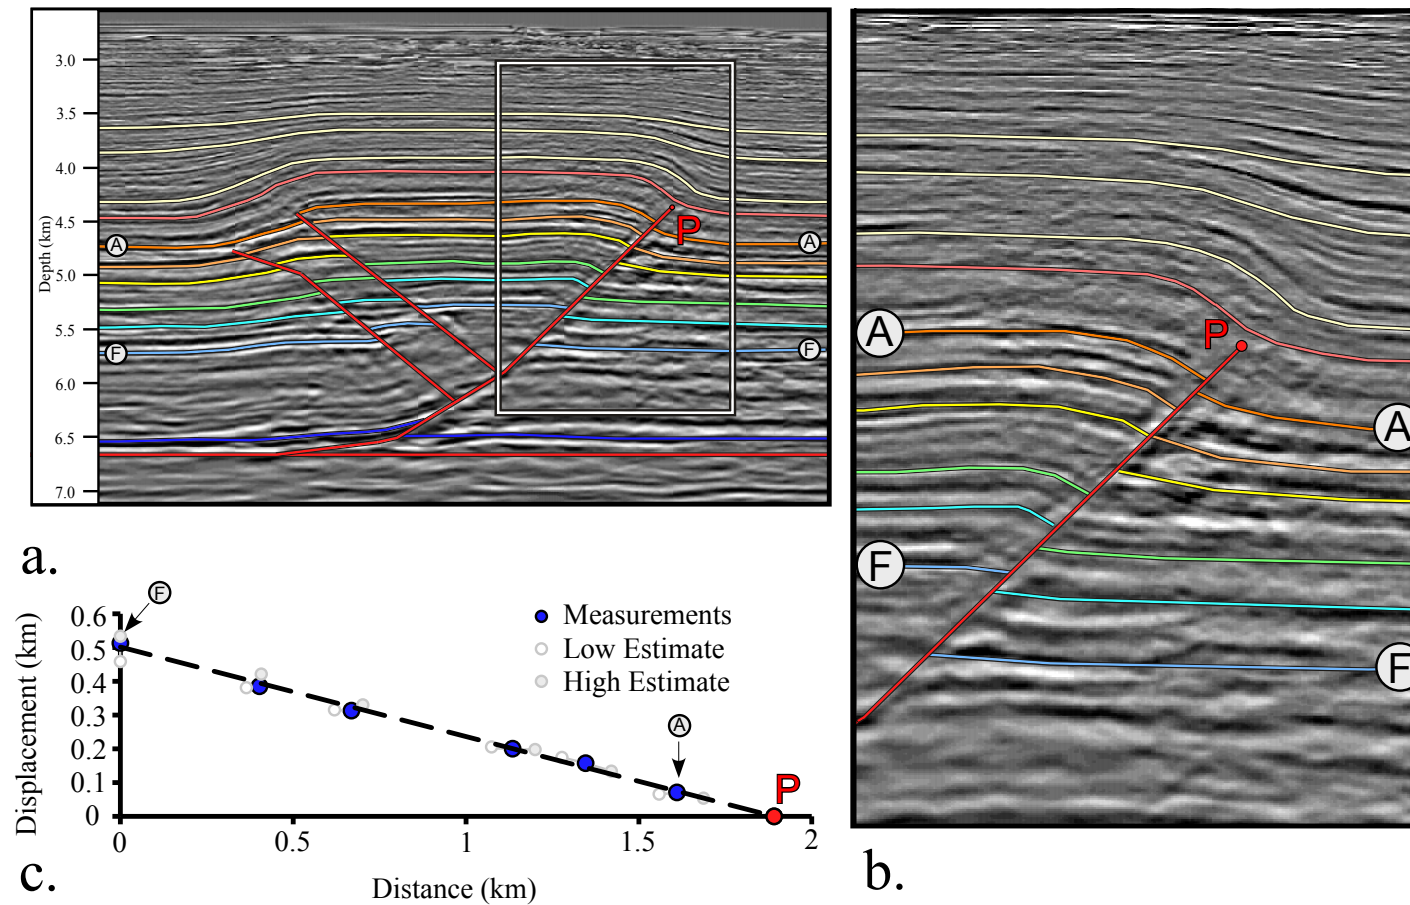 3.0
3.5
4.0
4.5
5.0
5.5
6.0
6.5
7.0
Depth (km)
A
A
F
F
P
a.
P
A
A
F
F
b.
F
0.6
0.5
0.4
0.3
0.2
0.1
0
Displacement (km)
Measurements
Low Estimate
High Estimate
A
P
0 0.5 1 1.5 2
Distance (km)
c.